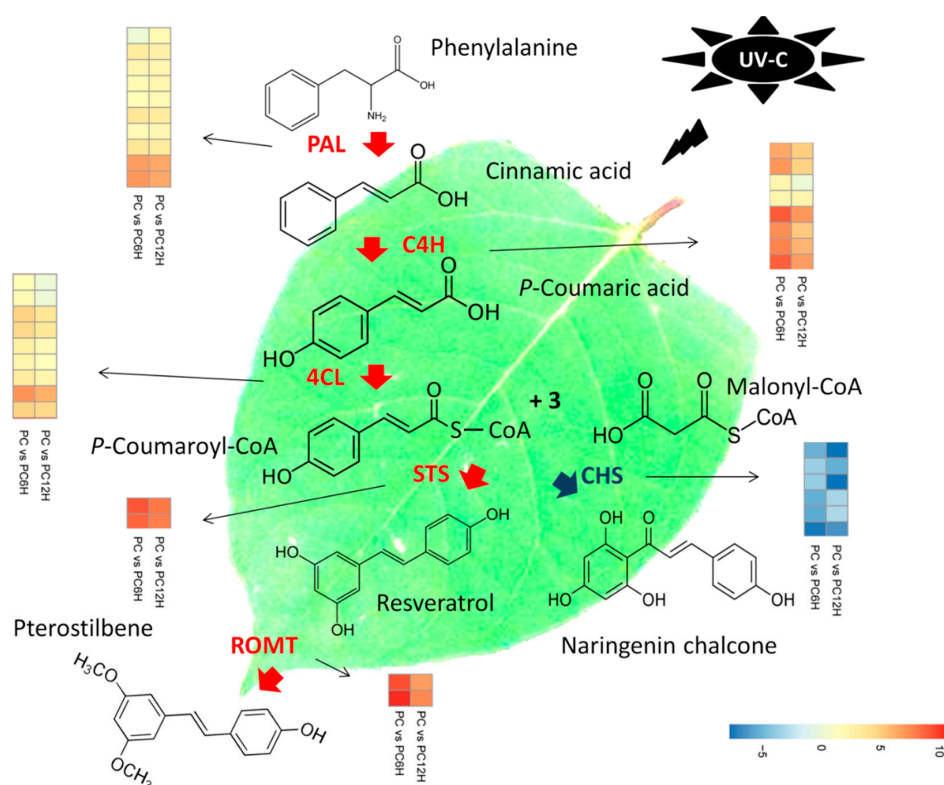 Phenylalanine
O
OH
NH₂
UV-C
PAL
PC vs PC6H
PC vs PC12H
Cinnamic acid
O
OH
C4H
PC vs PC6H
PC vs PC12H
P-Coumaric acid
O
OH
HO
4CL
PC vs PC6H
PC vs PC12H
Malonyl-CoA
+ 3
O
O
HO
S
CoA
O
S
CoA
HO
P-Coumaroyl-CoA
STS
CHS
PC vs PC6H
PC vs PC12H
PC vs PC6H
PC vs PC12H
OH
HO
OH
Resveratrol
OH
O
HO
OH
OH
Naringenin chalcone
Pterostilbene
ROMT
H₃CO
OH
OCH₃
PC vs PC6H
PC vs PC12H
-5
0
5
10